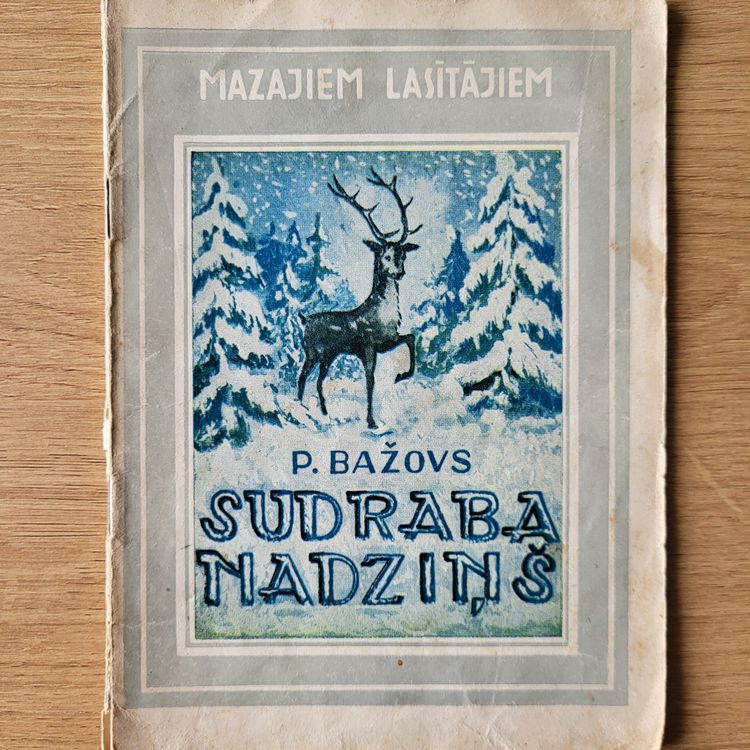 MAZAJIEM LASĪTĀJIEM
P. BAŽOVS
SUDRABA
NADZIŅŠ